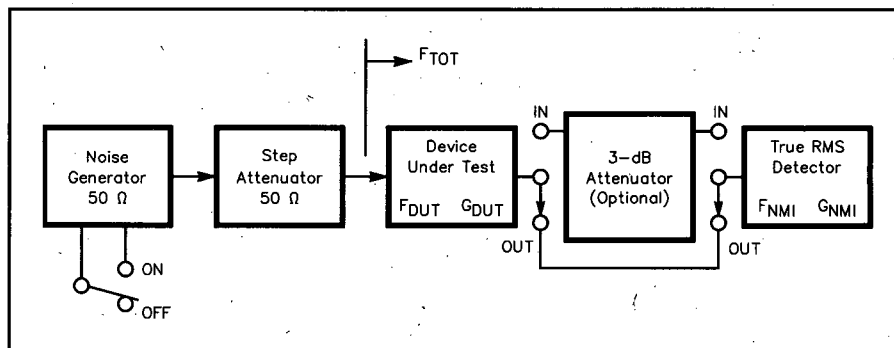 FTOT
Noise
Generator
50 Ω
ON
OFF
Step
Attenuator
50 Ω
Device
Under Test
FDUT GDUT
IN
OUT
3-dB
Attenuator
(Optional)
IN
OUT
True RMS
Detector
FNMI GNMI